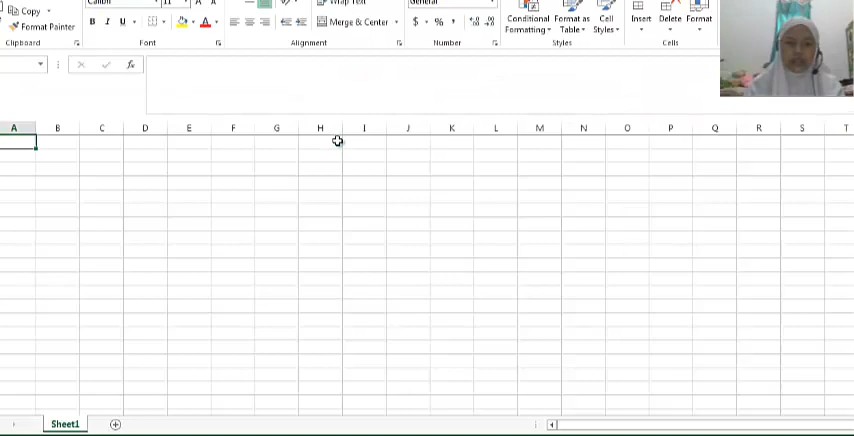 Copy
Calibri
11
A A
Wrap Text
General
Format Painter
B I U
A
Merge & Center
$ % ,
Conditional Formatting
Format as Table
Cell Styles
Insert
Delete
Format
Clipboard
Font
Alignment
Number
Styles
Cells
fx
A B C D E F G H I J K L M N O P Q R S T
Sheet1